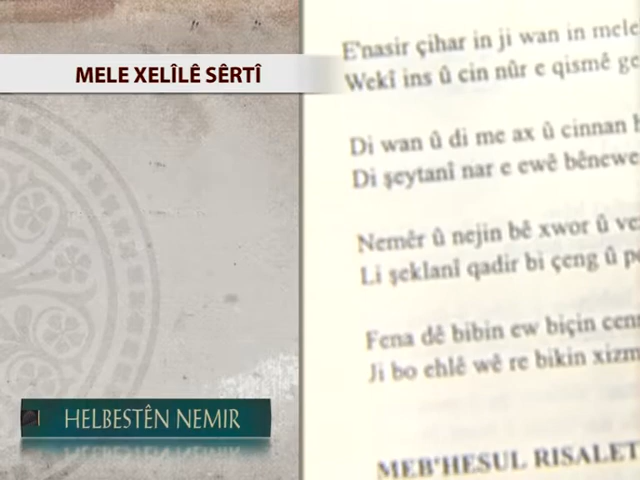 MELE XELÎLÊ SÊRTÎ
HELBESTÊN NEMIR
E'nasir çihar in ji wan in mele
Wekî ins û cin nûr e qismê
Di wan û di me ax û cinnan
Di şeytanî nar e ewê bênewe
Nemêr û nejin bê xwor û
Li şeklanî qadir bi çeng û
Fena dê bibin ew biçin
Ji bo ehlê wê re bikin
MEB'HESUL RISALET